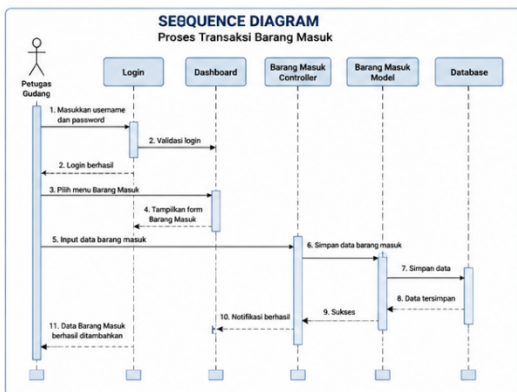 SEBQUENCE DIAGRAM
Proses Transaksi Barang Masuk
Petugas
Gudang
Login
Dashboard
Barang Masuk
Controller
Barang Masuk
Model
Database
1. Masukkan username
dan password
2. Validasi login
2. Login berhasil
3. Pilih menu Barang Masuk
4. Tampilkan form
Barang Masuk
5. Input data barang masuk
6. Simpan data barang masuk
7. Simpan data
8. Data tersimpan
9. Sukses
10. Notifikasi berhasil
11. Data Barang Masuk
berhasil ditambahkan